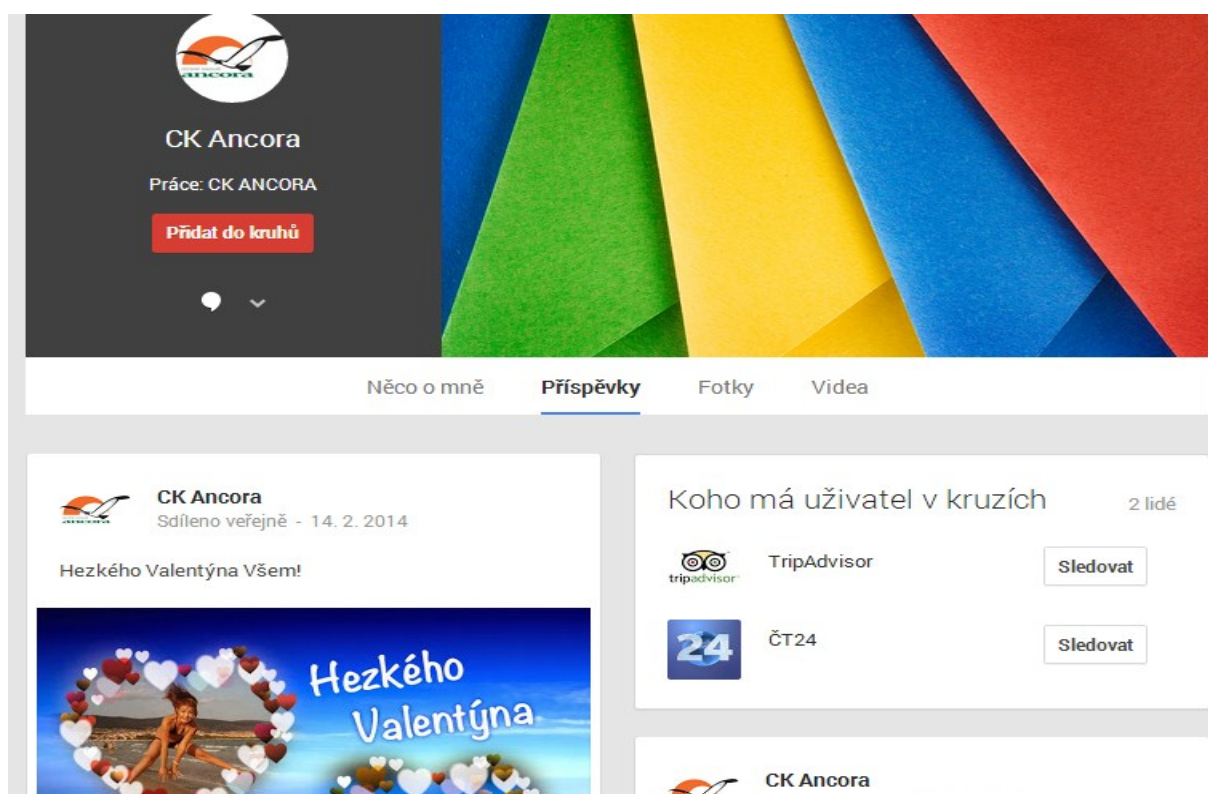 ancora
CK Ancora
Práce: CK ANCORA
Přidat do kruhů
Něco o mně
Příspěvky
Fotky
Videa
ancora
CK Ancora
Sdíleno veřejně - 14. 2. 2014
Hezkého Valentýna Všem!
Hezkého
Valentýna
Koho má uživatel v kruzích
2 lidé
tripadvisor
TripAdvisor
Sledovat
24
ČT24
Sledovat
CK Ancora